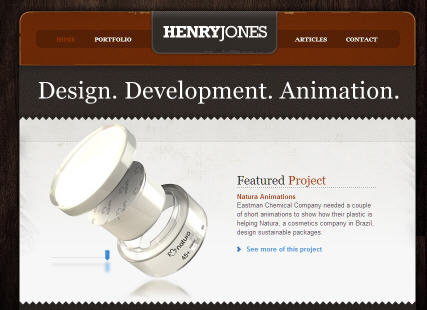 HOME PORTFOLIO HENRYJONES ARTICLES CONTACT
Design. Development. Animation.
Featured Project
Natura Animations
Eastman Chemical Company needed a couple
of short animations to show how their plastic is
helping Natura, a cosmetics company in Brazil,
design sustainable packages.
See more of this project
natura
45+